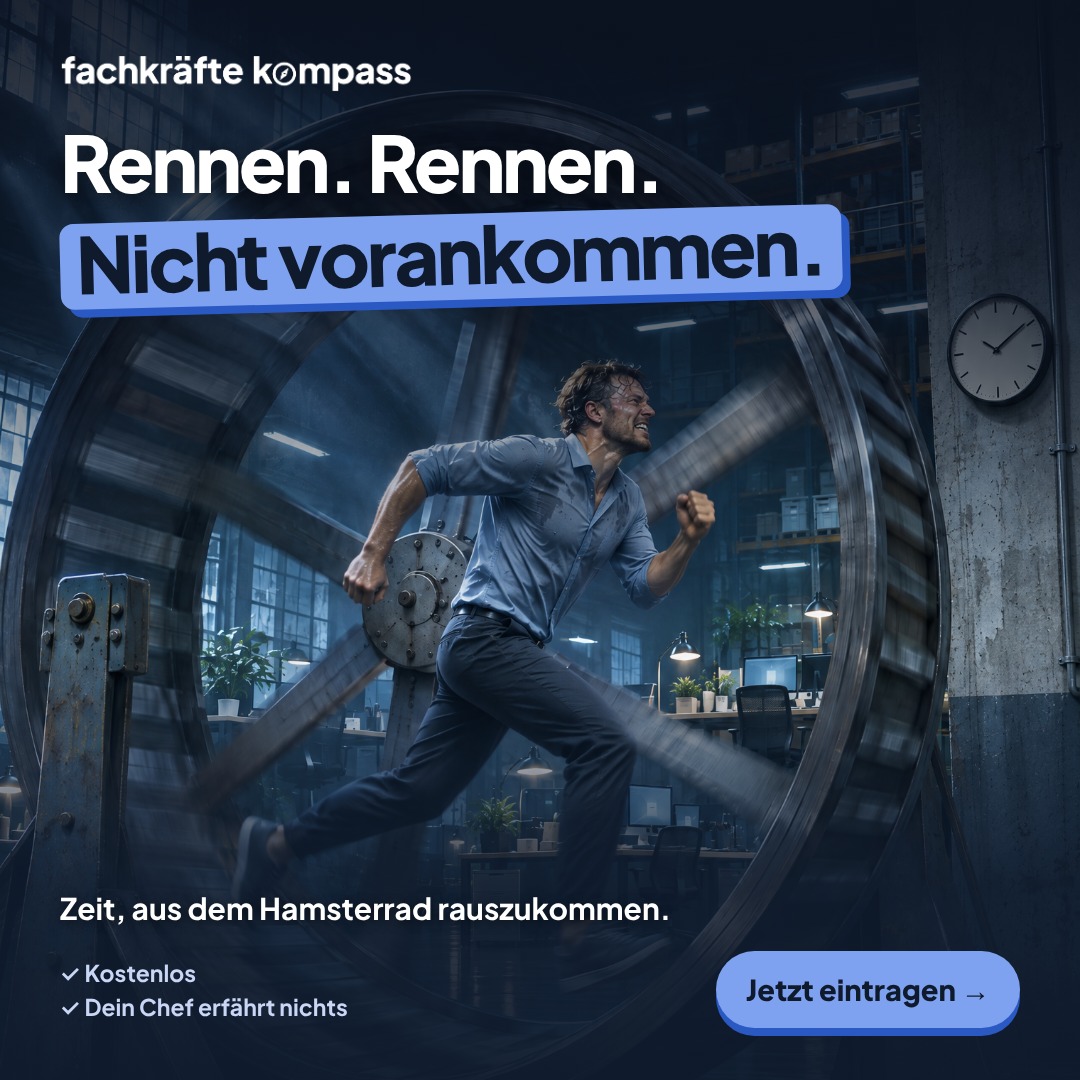 fachkräfte kompass
Rennen. Rennen.
Nicht vorankommen.
Zeit, aus dem Hamsterrad rauszukommen.
✓ Kostenlos
✓ Dein Chef erfährt nichts
Jetzt eintragen →